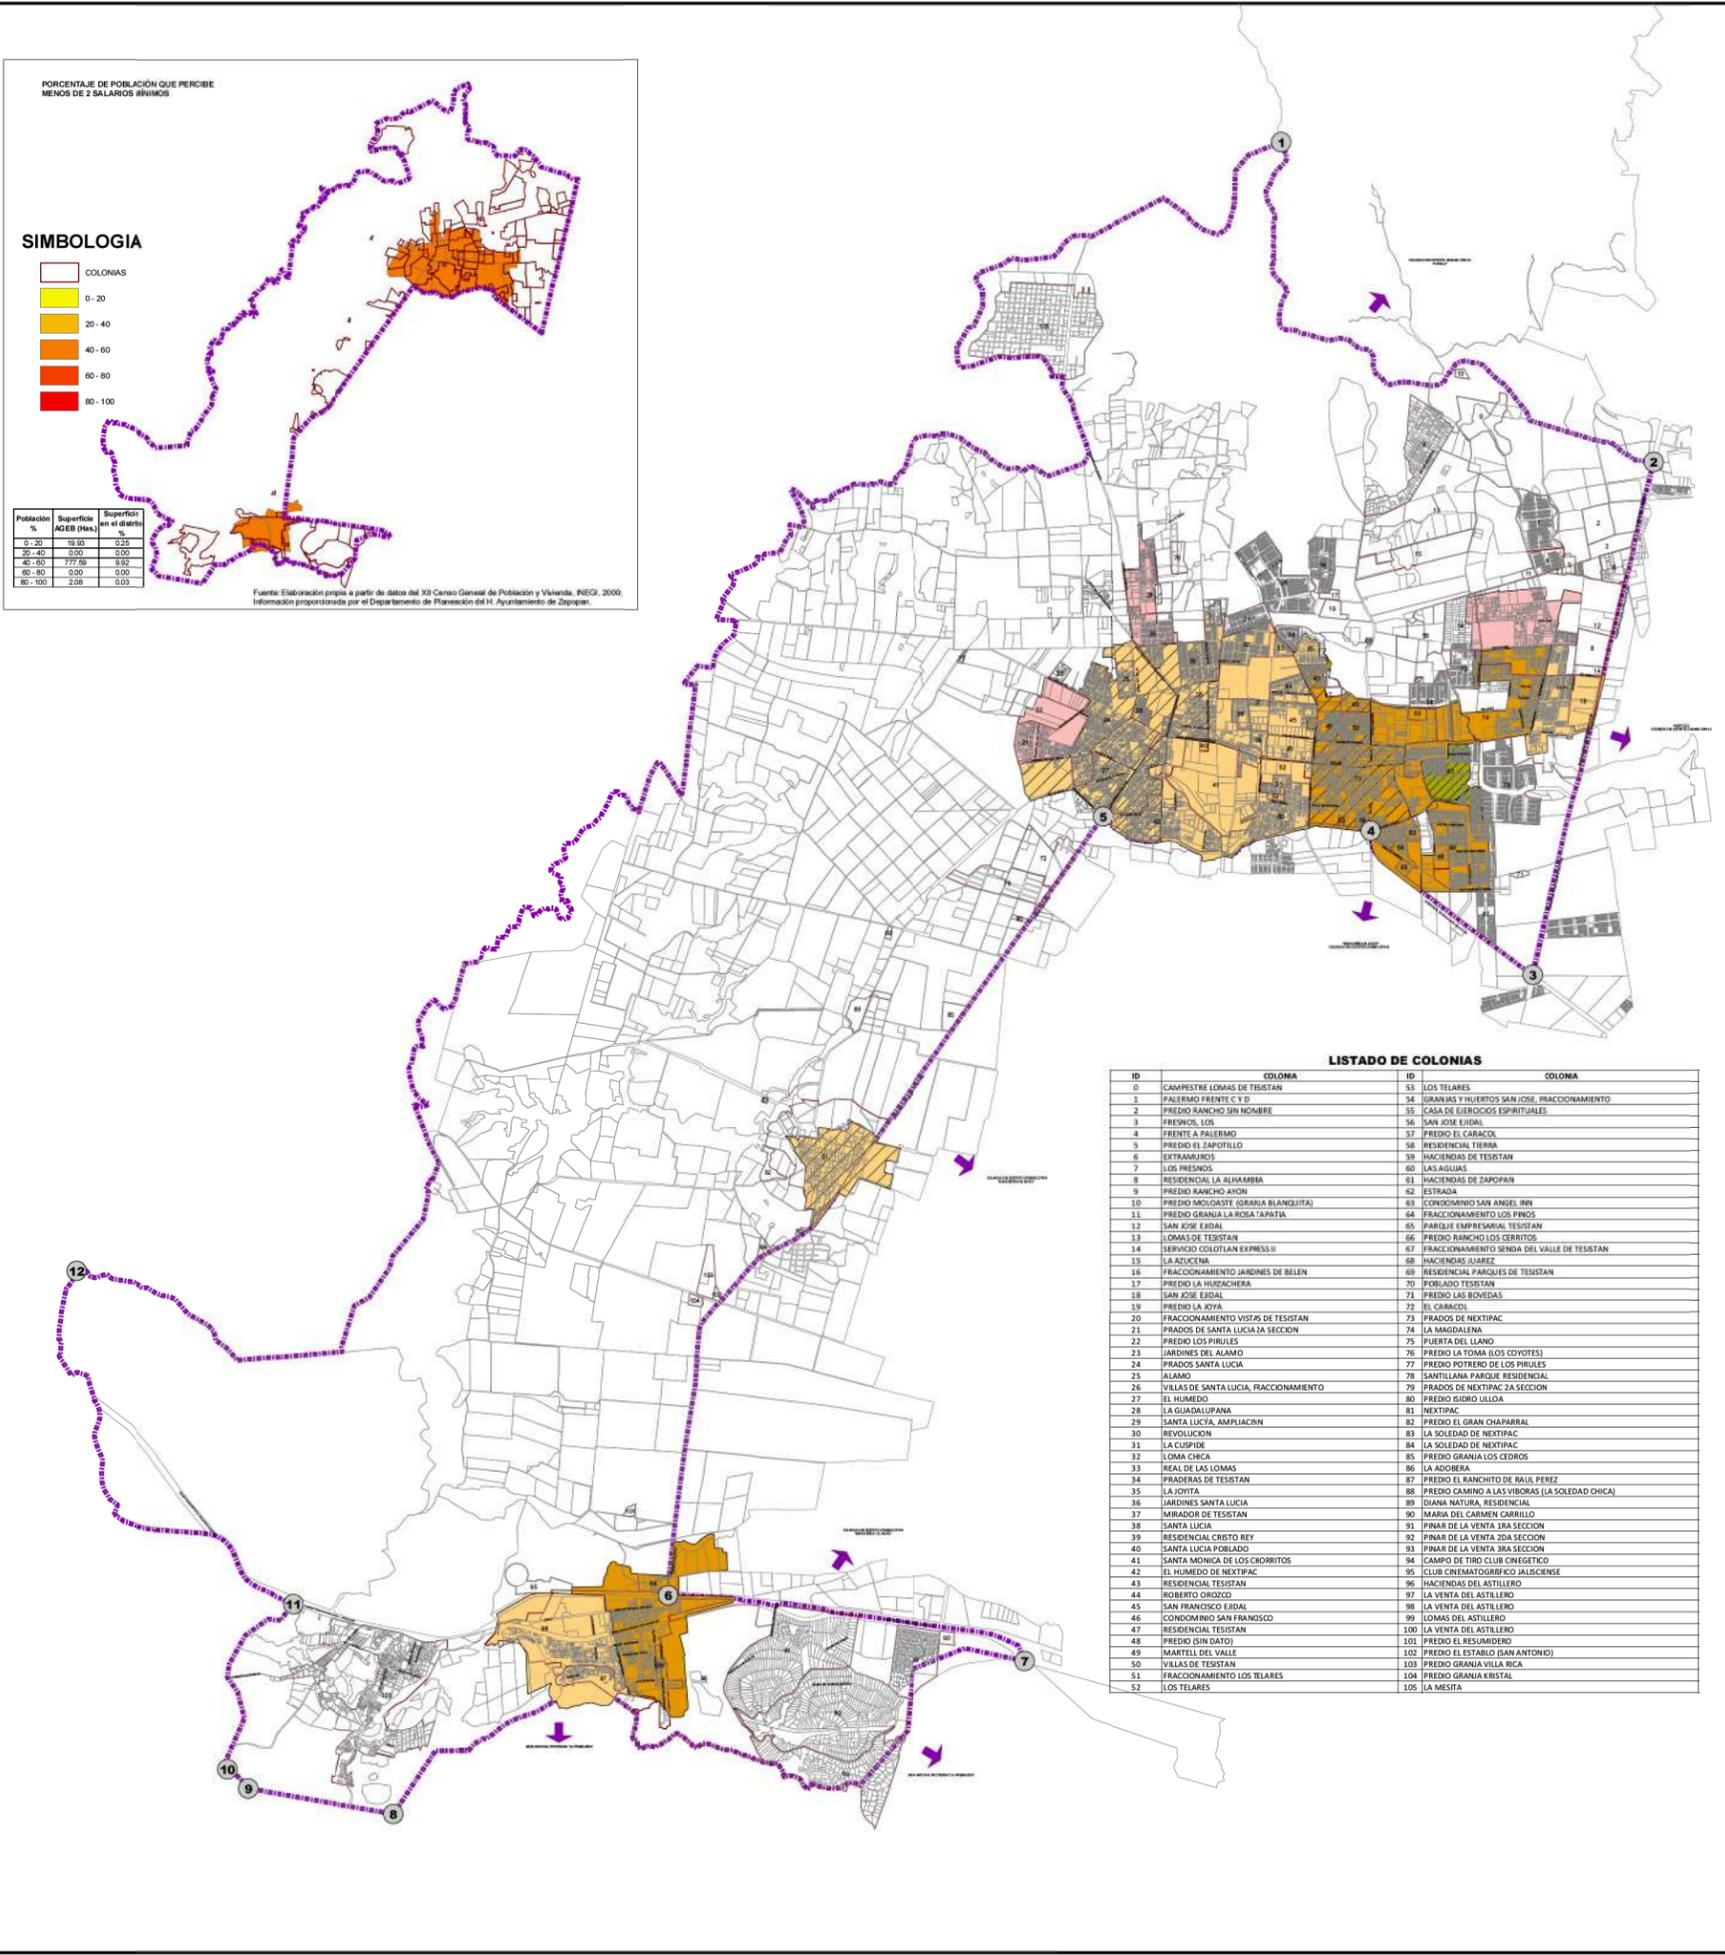 PORCENTAJE DE POBLACIÓN QUE PERCIBE
MENOS DE 2 SALARIOS MÍNIMOS
SIMBOLOGIA
COLONIAS
0 - 20
20 - 40
40 - 60
60 - 80
80 - 100
Población % Superficie AGEB (Has.) Superficie en el distrito %
0 - 20 19.93 0.25
20 - 40 0.00 0.00
40 - 60 777.59 9.92
60 - 80 0.00 0.00
80 - 100 2.08 0.03
Fuente: Elaboración propia a partir de datos del XII Censo General de Población y Vivienda, INEGI, 2000;
Información proporcionada por el Departamento de Planeación del H. Ayuntamiento de Zapopan.
1
2
3
4
5
6
7
8
9
10
11
12
LISTADO DE COLONIAS
ID COLONIA ID COLONIA
0 CAMPESTRE LOMAS DE TESISTAN 53 LOS TELARES
1 PALERMO FRENTE C Y D 54 GRANJAS Y HUERTOS SAN JOSE, FRACCIONAMIENTO
2 PREDIO RANCHO SIN NOMBRE 55 CASA DE EJERCICIOS ESPIRITUALES
3 FRESNOS, LOS 56 SAN JOSE EJIDAL
4 FRENTE A PALERMO 57 PREDIO EL CARACOL
5 PREDIO EL ZAPOTILLO 58 RESIDENCIAL TIERRA
6 EXTRAMUROS 59 HACIENDAS DE TESISTAN
7 LOS FRESNOS 60 LAS AGUJAS
8 RESIDENCIAL LA ALHAMBRA 61 HACIENDAS DE ZAPOPAN
9 PREDIO RANCHO AYON 62 ESTRADA
10 PREDIO MOLOASTE (GRANJA BLANQUITA) 63 CONDOMINIO SAN ANGEL INN
11 PREDIO GRANJA LA ROSA TAPATIA 64 FRACCIONAMIENTO LOS PINOS
12 SAN JOSE EJIDAL 65 PARQUE EMPRESARIAL TESISTAN
13 LOMAS DE TESISTAN 66 PREDIO RANCHO LOS CERRITOS
14 SERVICIO COLOTLAN EXPRESS II 67 FRACCIONAMIENTO SENDA DEL VALLE DE TESISTAN
15 LA AZUCENA 68 HACIENDAS JUAREZ
16 FRACCIONAMIENTO JARDINES DE BELEN 69 RESIDENCIAL PARQUES DE TESISTAN
17 PREDIO LA HUIZACHERA 70 POBLADO TESISTAN
18 SAN JOSE EJIDAL 71 PREDIO LAS BOVEDAS
19 PREDIO LA JOYA 72 EL CARACOL
20 FRACCIONAMIENTO VISTAS DE TESISTAN 73 PRADOS DE NEXTIPAC
21 PRADOS DE SANTA LUCIA 2A SECCION 74 LA MAGDALENA
22 PREDIO LOS PIRULES 75 PUERTA DEL LLANO
23 JARDINES DEL ALAMO 76 PREDIO LA TOMA (LOS COYOTES)
24 PRADOS SANTA LUCIA 77 PREDIO POTRERO DE LOS PIRULES
25 ALAMO 78 SANTILLANA PARQUE RESIDENCIAL
26 VILLAS DE SANTA LUCIA, FRACCIONAMIENTO 79 PRADOS DE NEXTIPAC 2A SECCION
27 EL HUMEDO 80 PREDIO ISIDRO ULLOA
28 LA GUADALUPANA 81 NEXTIPAC
29 SANTA LUCÝA, AMPLIACINN 82 PREDIO EL GRAN CHAPARRAL
30 REVOLUCION 83 LA SOLEDAD DE NEXTIPAC
31 LA CUSPIDE 84 LA SOLEDAD DE NEXTIPAC
32 LOMA CHICA 85 PREDIO GRANJA LOS CEDROS
33 REAL DE LAS LOMAS 86 LA ADOBERA
34 PRADERAS DE TESISTAN 87 PREDIO EL RANCHITO DE RAUL PEREZ
35 LA JOYITA 88 PREDIO CAMINO A LAS VIBORAS (LA SOLEDAD CHICA)
36 JARDINES SANTA LUCIA 89 DIANA NATURA, RESIDENCIAL
37 MIRADOR DE TESISTAN 90 MARIA DEL CARMEN CARRILLO
38 SANTA LUCIA 91 PINAR DE LA VENTA 1RA SECCION
39 RESIDENCIAL CRISTO REY 92 PINAR DE LA VENTA 2DA SECCION
40 SANTA LUCIA POBLADO 93 PINAR DE LA VENTA 3RA SECCION
41 SANTA MONICA DE LOS CHORRITOS 94 CAMPO DE TIRO CLUB CINEGETICO
42 EL HUMEDO DE NEXTIPAC 95 CLUB CINEMATOGRßFICO JALISCIENSE
43 RESIDENCIAL TESISTAN 96 HACIENDAS DEL ASTILLERO
44 ROBERTO OROZCO 97 LA VENTA DEL ASTILLERO
45 SAN FRANCISCO EJIDAL 98 LA VENTA DEL ASTILLERO
46 CONDOMINIO SAN FRANCISCO 99 LOMAS DEL ASTILLERO
47 RESIDENCIAL TESISTAN 100 LA VENTA DEL ASTILLERO
48 PREDIO (SIN DATO) 101 PREDIO EL RESUMIDERO
49 MARTELL DEL VALLE 102 PREDIO EL ESTABLO (SAN ANTONIO)
50 VILLAS DE TESISTAN 103 PREDIO GRANJA VILLA RICA
51 FRACCIONAMIENTO LOS TELARES 104 PREDIO GRANJA KRISTAL
52 LOS TELARES 105 LA MESITA